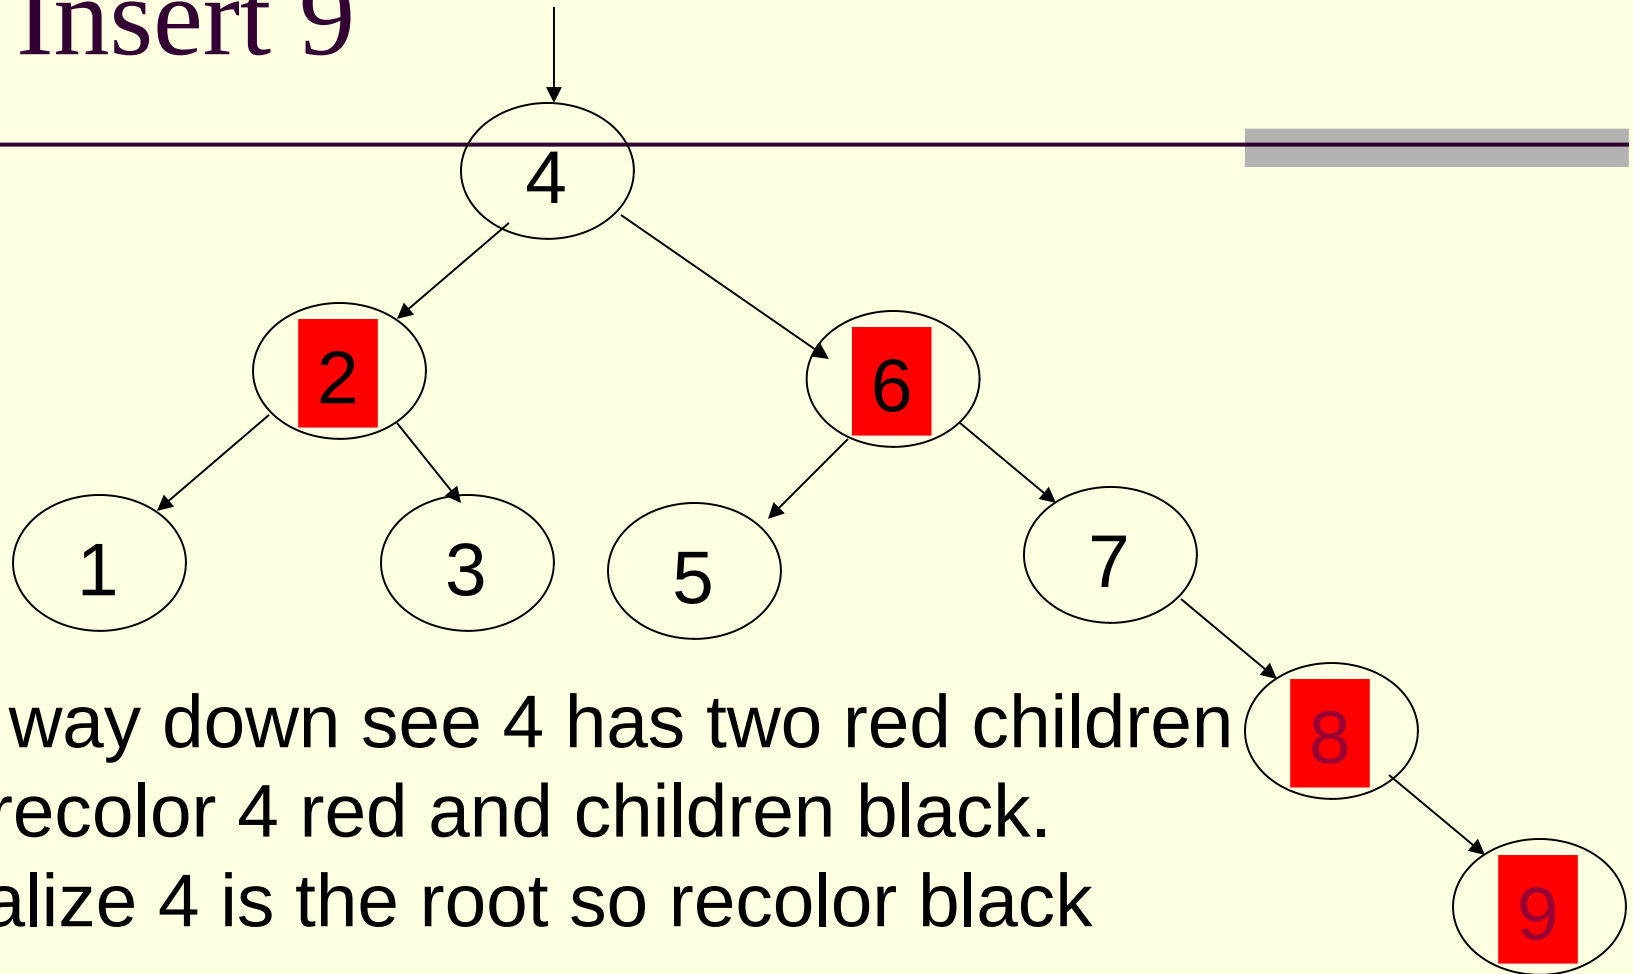 Insert 9
4
2
6
1
3
5
7
8
9
way down see 4 has two red children
recolor 4 red and children black.
alize 4 is the root so recolor black